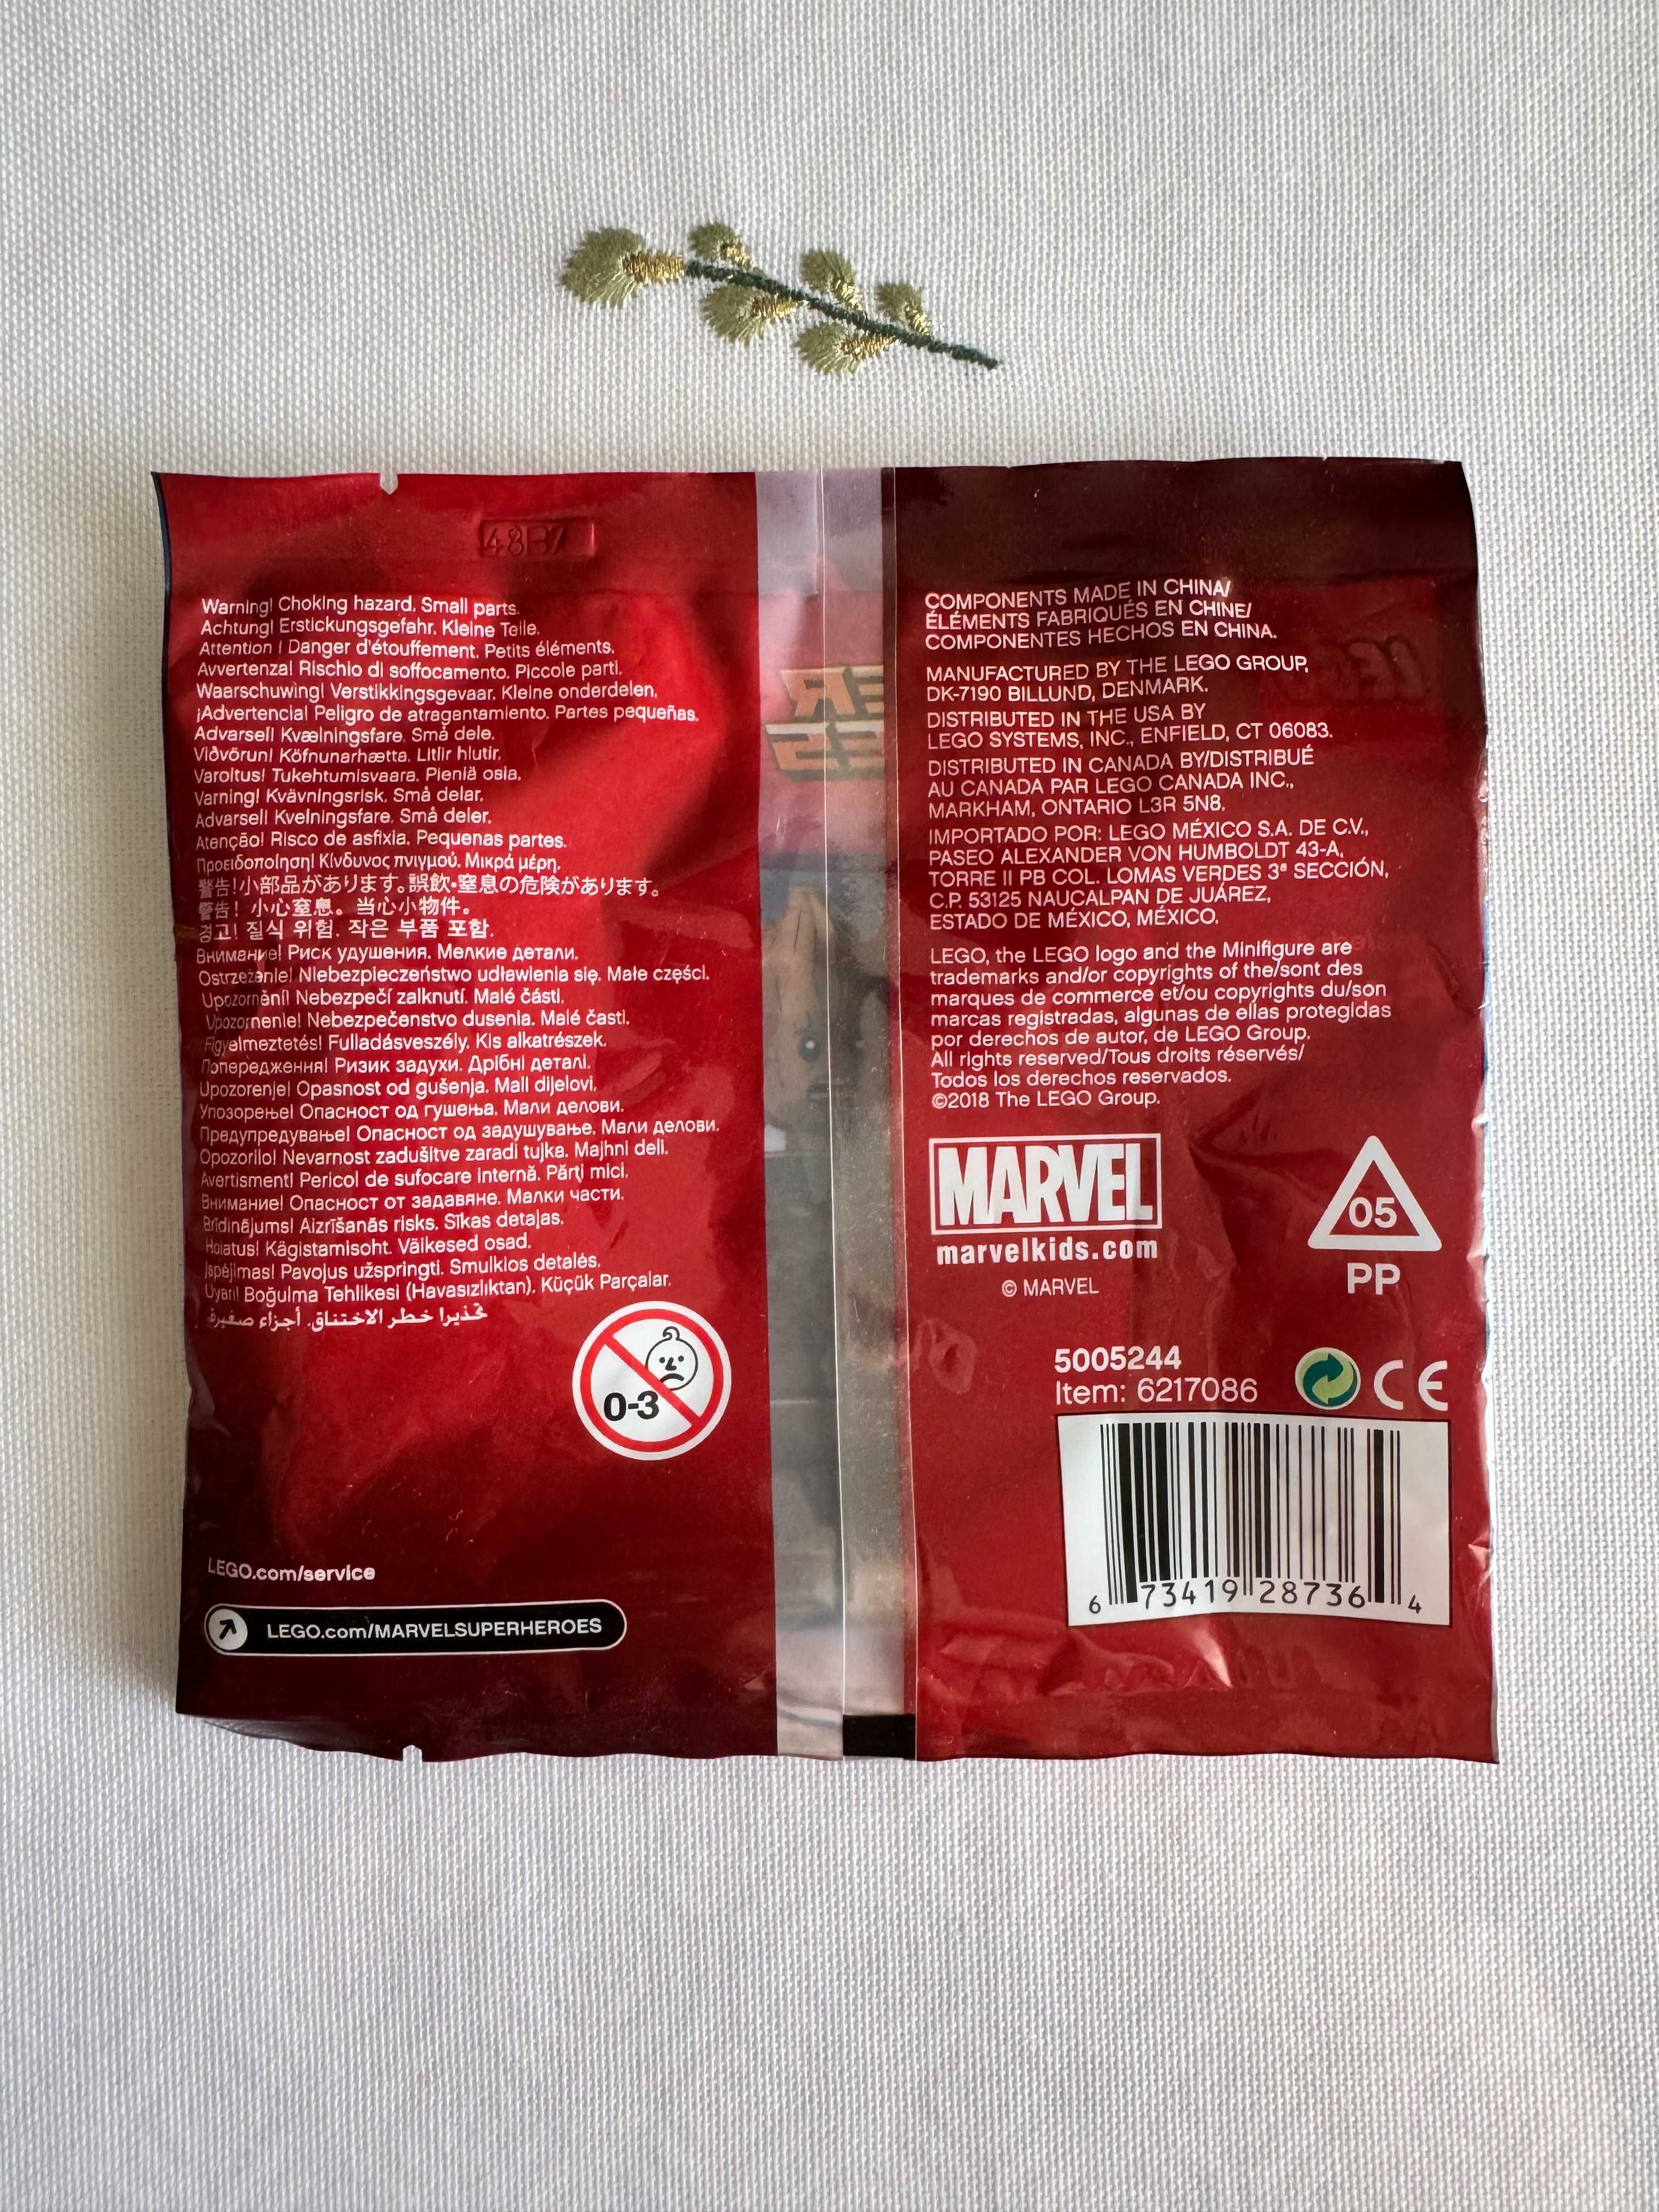 48B7
Warning! Choking hazard. Small parts.
Achtung! Erstickungsgefahr. Kleine Teile.
Attention ! Danger d'étouffement. Petits éléments.
Avvertenza! Rischio di soffocamento. Piccole parti.
Waarschuwing! Verstikkingsgevaar. Kleine onderdelen.
¡Advertencia! Peligro de atragantamiento. Partes pequeñas.
Advarsel! Kvælningsfare. Små dele.
Viðvörun! Köfnunarhætta. Litlir hlutir.
Varoitus! Tukehtumisvaara. Pieniä osia.
Varning! Kvävningsrisk. Små delar.
Advarsel! Kvelningsfare. Små deler.
Atenção! Risco de asfixia. Pequenas partes.
Προειδοποίηση! Κίνδυνος πνιγμού. Μικρά μέρη.
警告!小部品があります。誤飲・窒息の危険があります。
警告！小心窒息。当心小物件。
경고! 질식 위험. 작은 부품 포함.
Внимание! Риск удушения. Мелкие детали.
Ostrzeżenie! Niebezpieczeństwo udławienia się. Małe części.
Upozornění! Nebezpečí zalknutí. Malé části.
Upozornenie! Nebezpečenstvo dusenia. Malé časti.
Figyelmeztetés! Fulladásveszély. Kis alkatrészek.
Попередження! Ризик задухи. Дрібні деталі.
Upozorenje! Opasnost od gušenja. Mali dijelovi.
Упозорење! Опасност од гушења. Мали делови.
Предупредување! Опасност од задушување. Мали делови.
Opozorilo! Nevarnost zadušitve zaradi tujka. Majhni deli.
Avertisment! Pericol de sufocare internă. Părți mici.
Внимание! Опасност от задавяне. Малки части.
Brīdinājums! Aizrīšanās risks. Sīkas detaļas.
Hoiatus! Kägistamisoht. Väikesed osad.
Įspėjimas! Pavojus užspringti. Smulkios detalės.
Uyarı! Boğulma Tehlikesi (Havasızlıktan). Küçük Parçalar.
تحذير! خطر الاختناق. أجزاء صغيرة.
0-3
LEGO.com/service
LEGO.com/MARVELSUPERHEROES
COMPONENTS MADE IN CHINA/
ÉLÉMENTS FABRIQUÉS EN CHINE/
COMPONENTES HECHOS EN CHINA.
MANUFACTURED BY THE LEGO GROUP,
DK-7190 BILLUND, DENMARK.
DISTRIBUTED IN THE USA BY
LEGO SYSTEMS, INC., ENFIELD, CT 06083.
DISTRIBUTED IN CANADA BY/DISTRIBUÉ
AU CANADA PAR LEGO CANADA INC.,
MARKHAM, ONTARIO L3R 5N8.
IMPORTADO POR: LEGO MÉXICO S.A. DE C.V.,
PASEO ALEXANDER VON HUMBOLDT 43-A,
TORRE II PB COL. LOMAS VERDES 3ª SECCIÓN,
C.P. 53125 NAUCALPAN DE JUÁREZ,
ESTADO DE MÉXICO, MÉXICO.
LEGO, the LEGO logo and the Minifigure are
trademarks and/or copyrights of the/sont des
marques de commerce et/ou copyrights du/son
marcas registradas, algunas de ellas protegidas
por derechos de autor, de LEGO Group.
All rights reserved/Tous droits réservés/
Todos los derechos reservados.
©2018 The LEGO Group.
MARVEL
marvelkids.com
© MARVEL
05
PP
5005244
Item: 6217086
CE
6 73419 28736 4